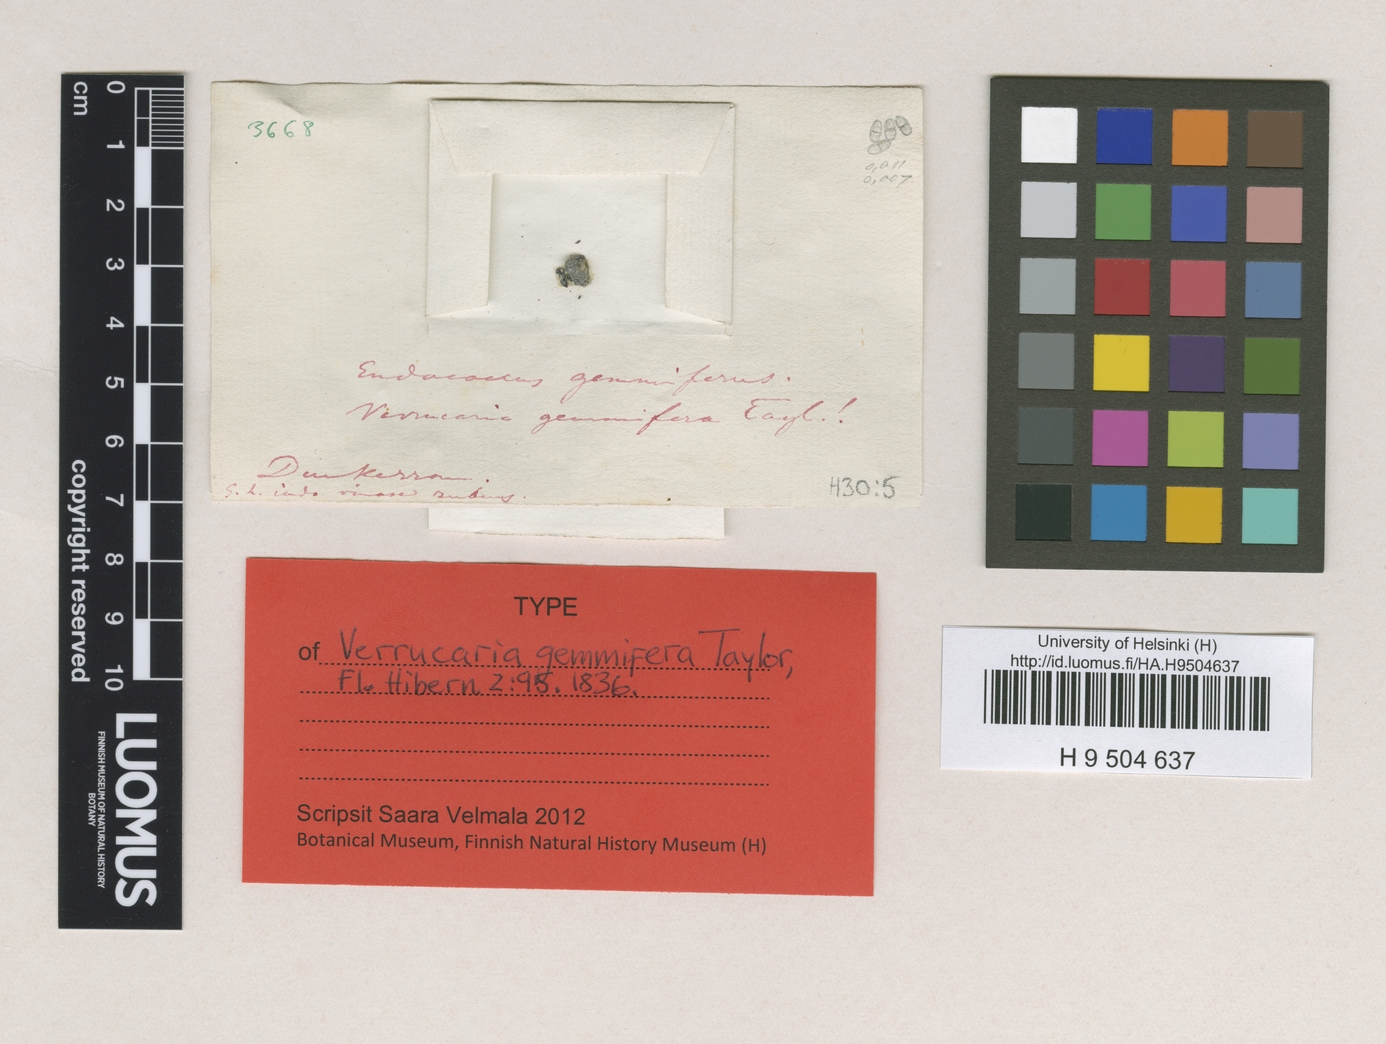 0 cm
1
2
3
4
5
6
7
8
9
10
copyright reserved
LUOMUS
FINNISH MUSEUM OF NATURAL HISTORY
BOTANY
3668
0,011
0,007
Endococcus gemmiferus.
Verrucaria gemmifera Tayl.!
Dunkerron.
G. h. iodo vinose rubens.
H30:5
TYPE
of Verrucaria gemmifera Taylor,
Fl. Hibern. 2:95. 1836.
Scripsit Saara Velmala 2012
Botanical Museum, Finnish Natural History Museum (H)
University of Helsinki (H)
http://id.luomus.fi/HA.H9504637
H 9 504 637